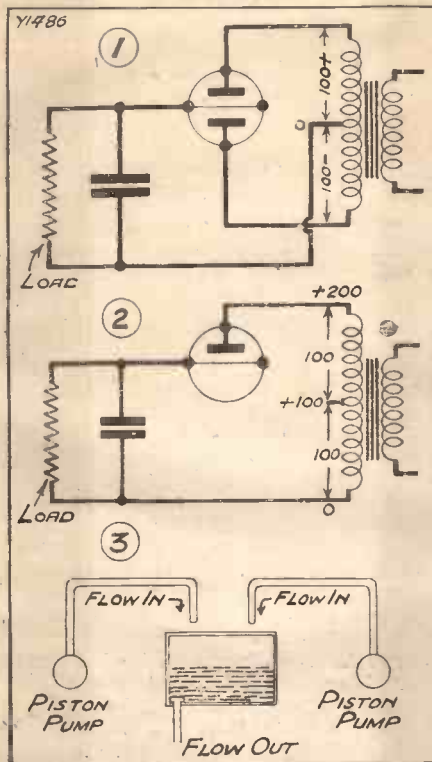 Y1486
1
100+
0
100-
LOAD
2
+200
100
+100
100
0
LOAD
3
FLOW IN
FLOW IN
PISTON
PUMP
PISTON
PUMP
FLOW OUT